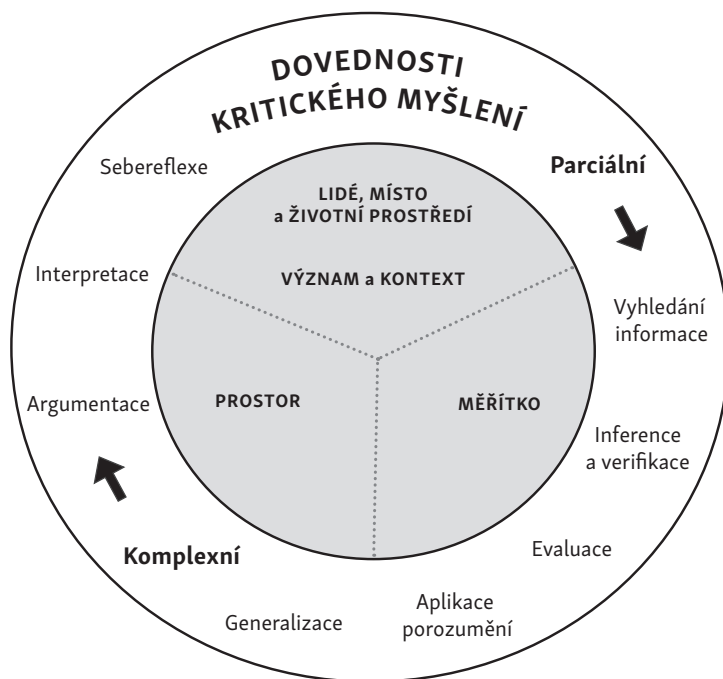 DOVEDNOSTI
KRITICKÉHO MYŠLENÍ
Sebereflexe
Parciální
LIDÉ, MÍSTO
a ŽIVOTNÍ PROSTŘEDÍ
Interpretace
VÝZNAM a KONTEXT
Vyhledání
informace
Argumentace
PROSTOR
MĚŘÍTKO
Inference
a verifikace
Komplexní
Evaluace
Generalizace
Aplikace
porozumění